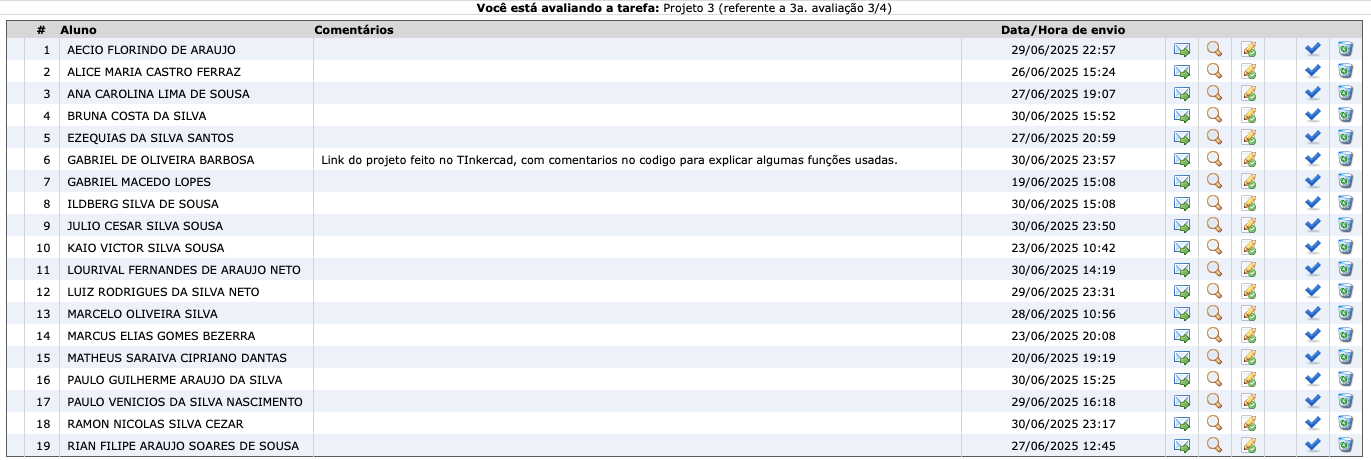 Você está avaliando a tarefa: Projeto 3 (referente a 3a. avaliação 3/4)
# Aluno Comentários Data/Hora de envio
1 AECIO FLORINDO DE ARAUJO 29/06/2025 22:57
2 ALICE MARIA CASTRO FERRAZ 26/06/2025 15:24
3 ANA CAROLINA LIMA DE SOUSA 27/06/2025 19:07
4 BRUNA COSTA DA SILVA 30/06/2025 15:52
5 EZEQUIAS DA SILVA SANTOS 27/06/2025 20:59
6 GABRIEL DE OLIVEIRA BARBOSA Link do projeto feito no TInkercad, com comentarios no codigo para explicar algumas funções usadas. 30/06/2025 23:57
7 GABRIEL MACEDO LOPES 19/06/2025 15:08
8 ILDBERG SILVA DE SOUSA 30/06/2025 15:08
9 JULIO CESAR SILVA SOUSA 30/06/2025 23:50
10 KAIO VICTOR SILVA SOUSA 23/06/2025 10:42
11 LOURIVAL FERNANDES DE ARAUJO NETO 30/06/2025 14:19
12 LUIZ RODRIGUES DA SILVA NETO 29/06/2025 23:31
13 MARCELO OLIVEIRA SILVA 28/06/2025 10:56
14 MARCUS ELIAS GOMES BEZERRA 23/06/2025 20:08
15 MATHEUS SARAIVA CIPRIANO DANTAS 20/06/2025 19:19
16 PAULO GUILHERME ARAUJO DA SILVA 30/06/2025 15:25
17 PAULO VENICIOS DA SILVA NASCIMENTO 29/06/2025 16:18
18 RAMON NICOLAS SILVA CEZAR 30/06/2025 23:17
19 RIAN FILIPE ARAUJO SOARES DE SOUSA 27/06/2025 12:45